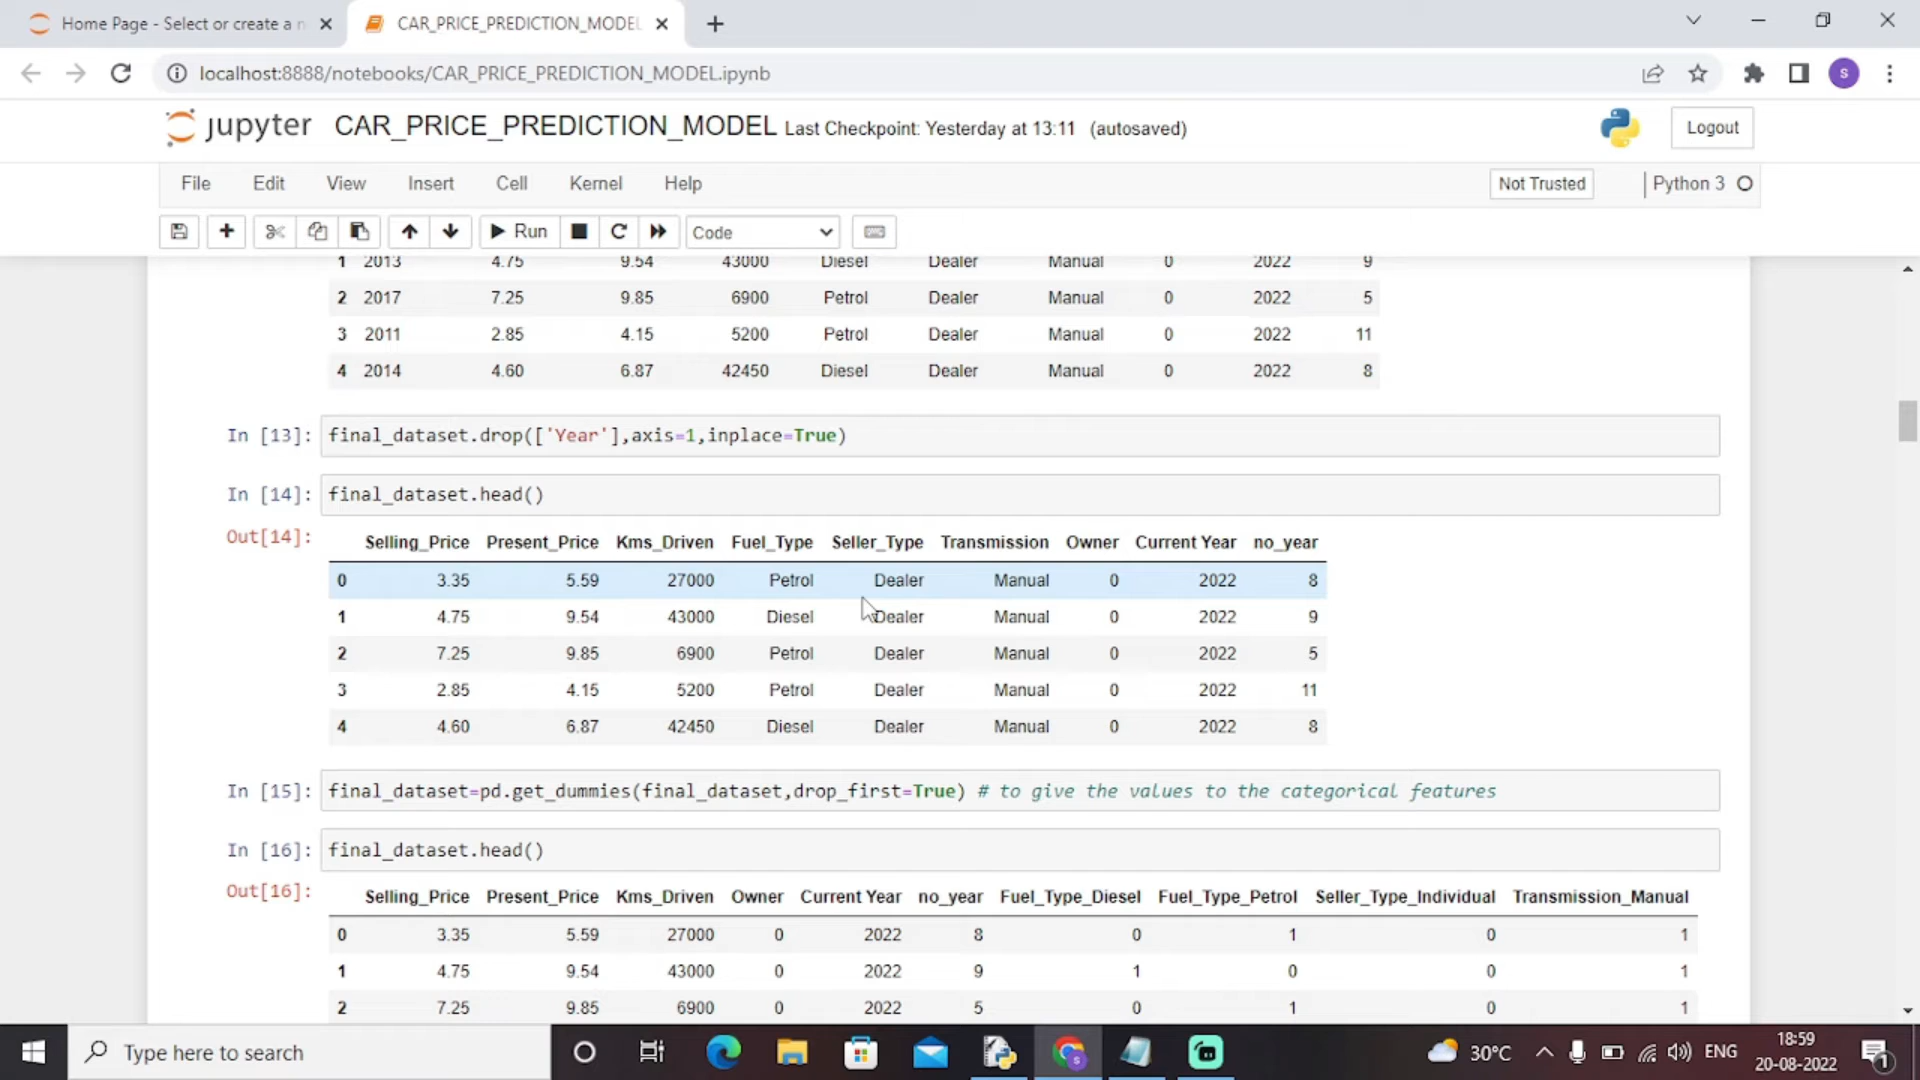 Home Page - Select or create a n
CAR_PRICE_PREDICTION_MODEL
localhost:8888/notebooks/CAR_PRICE_PREDICTION_MODEL.ipynb
S
jupyter CAR_PRICE_PREDICTION_MODEL Last Checkpoint: Yesterday at 13:11 (autosaved)
Logout
File Edit View Insert Cell Kernel Help
Not Trusted
Python 3
Run
Code
1 2013 4.75 9.54 43000 Diesel Dealer Manual 0 2022 9
2 2017 7.25 9.85 6900 Petrol Dealer Manual 0 2022 5
3 2011 2.85 4.15 5200 Petrol Dealer Manual 0 2022 11
4 2014 4.60 6.87 42450 Diesel Dealer Manual 0 2022 8
In [13]: final_dataset.drop(['Year'],axis=1,inplace=True)
In [14]: final_dataset.head()
Out[14]:
Selling_Price Present_Price Kms_Driven Fuel_Type Seller_Type Transmission Owner Current Year no_year
0 3.35 5.59 27000 Petrol Dealer Manual 0 2022 8
1 4.75 9.54 43000 Diesel Dealer Manual 0 2022 9
2 7.25 9.85 6900 Petrol Dealer Manual 0 2022 5
3 2.85 4.15 5200 Petrol Dealer Manual 0 2022 11
4 4.60 6.87 42450 Diesel Dealer Manual 0 2022 8
In [15]: final_dataset=pd.get_dummies(final_dataset,drop_first=True) # to give the values to the categorical features
In [16]: final_dataset.head()
Out[16]:
Selling_Price Present_Price Kms_Driven Owner Current Year no_year Fuel_Type_Diesel Fuel_Type_Petrol Seller_Type_Individual Transmission_Manual
0 3.35 5.59 27000 0 2022 8 0 1 0 1
1 4.75 9.54 43000 0 2022 9 1 0 0 1
2 7.25 9.85 6900 0 2022 5 0 1 0 1
Type here to search
30°C
ENG
18:59
20-08-2022
1